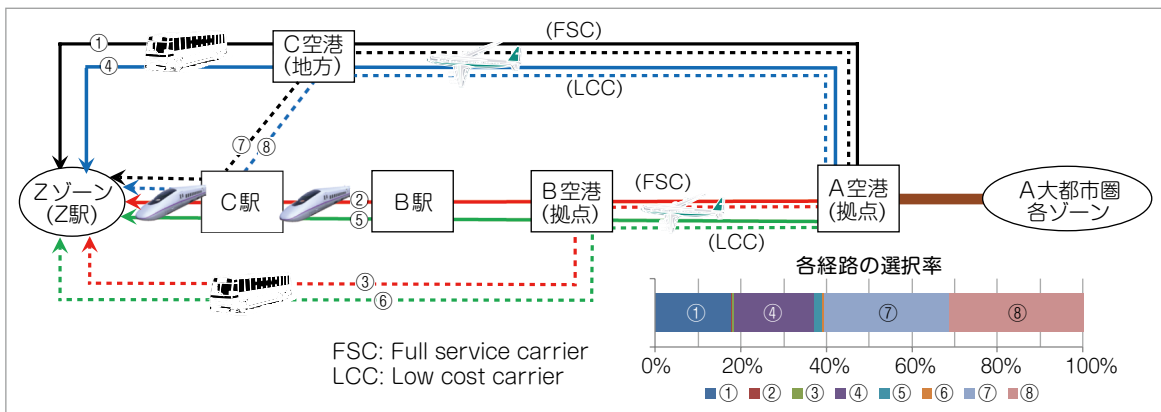 ①
④
C空港
(地方)
(FSC)
(LCC)
⑦
⑧
Zゾーン
(Z駅)
C駅
②
⑤
B駅
B空港
(拠点)
(FSC)
(LCC)
A空港
(拠点)
A大都市圏
各ゾーン
③
⑥
FSC: Full service carrier
LCC: Low cost carrier
各経路の選択率
① ④ ⑦ ⑧
0% 20% 40% 60% 80% 100%
① ② ③ ④ ⑤ ⑥ ⑦ ⑧